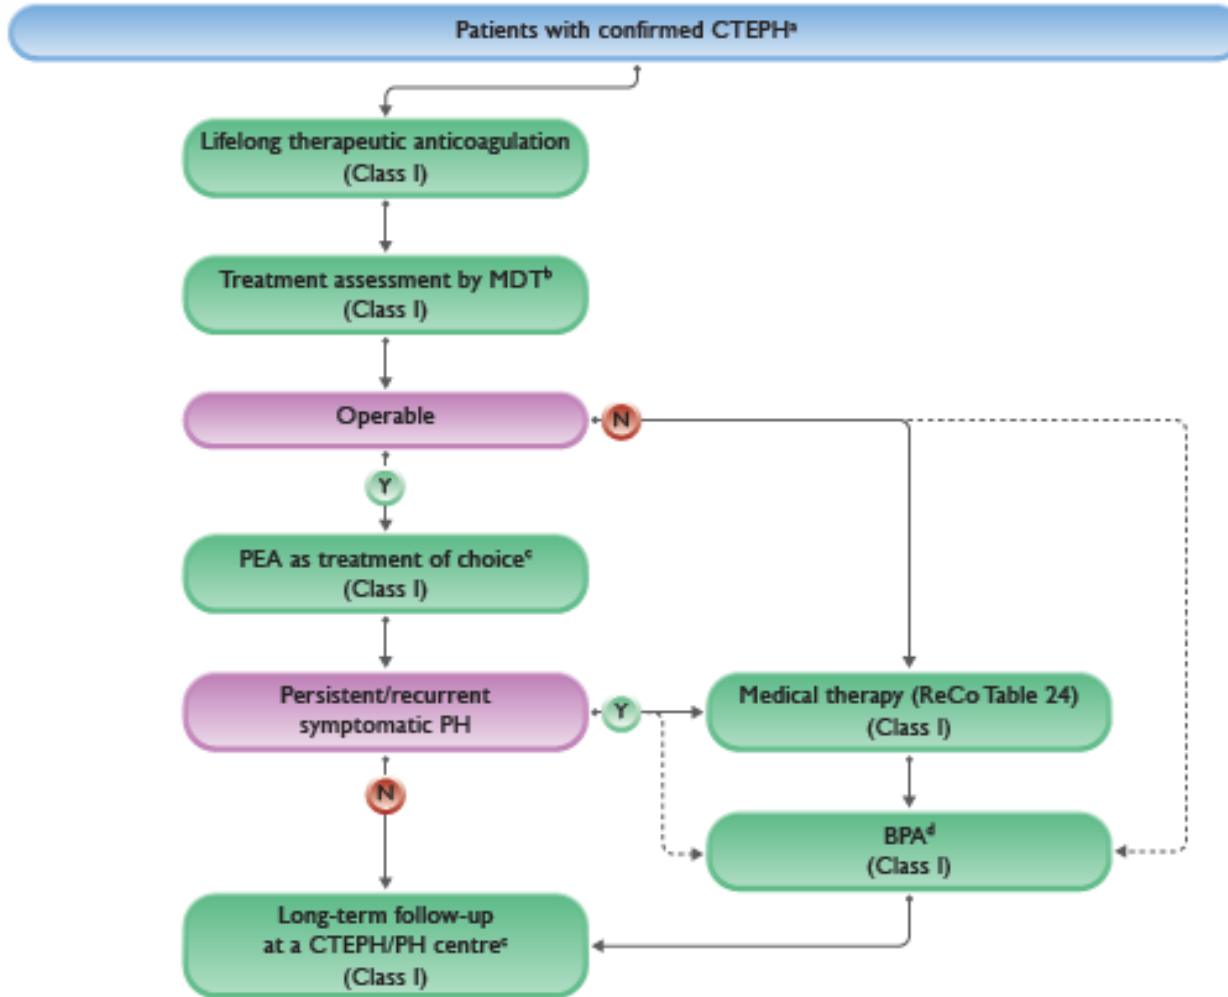 Patients with confirmed CTEPHᵃ
Lifelong therapeutic anticoagulation
(Class I)
Treatment assessment by MDTᵇ
(Class I)
Operable
N
Y
PEA as treatment of choiceᶜ
(Class I)
Persistent/recurrent
symptomatic PH
Y
Medical therapy (ReCo Table 24)
(Class I)
N
BPAᵈ
(Class I)
Long-term follow-up
at a CTEPH/PH centreᵉ
(Class I)